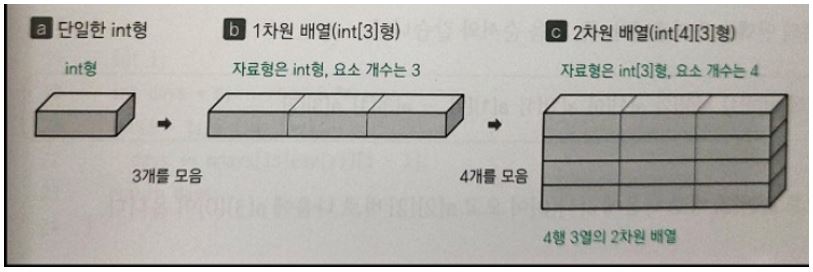 a 단일한 int형
int형
3개를 모음
b 1차원 배열(int[3]형)
자료형은 int형, 요소 개수는 3
4개를 모음
c 2차원 배열(int[4][3]형)
자료형은 int[3]형, 요소 개수는 4
4행 3열의 2차원 배열